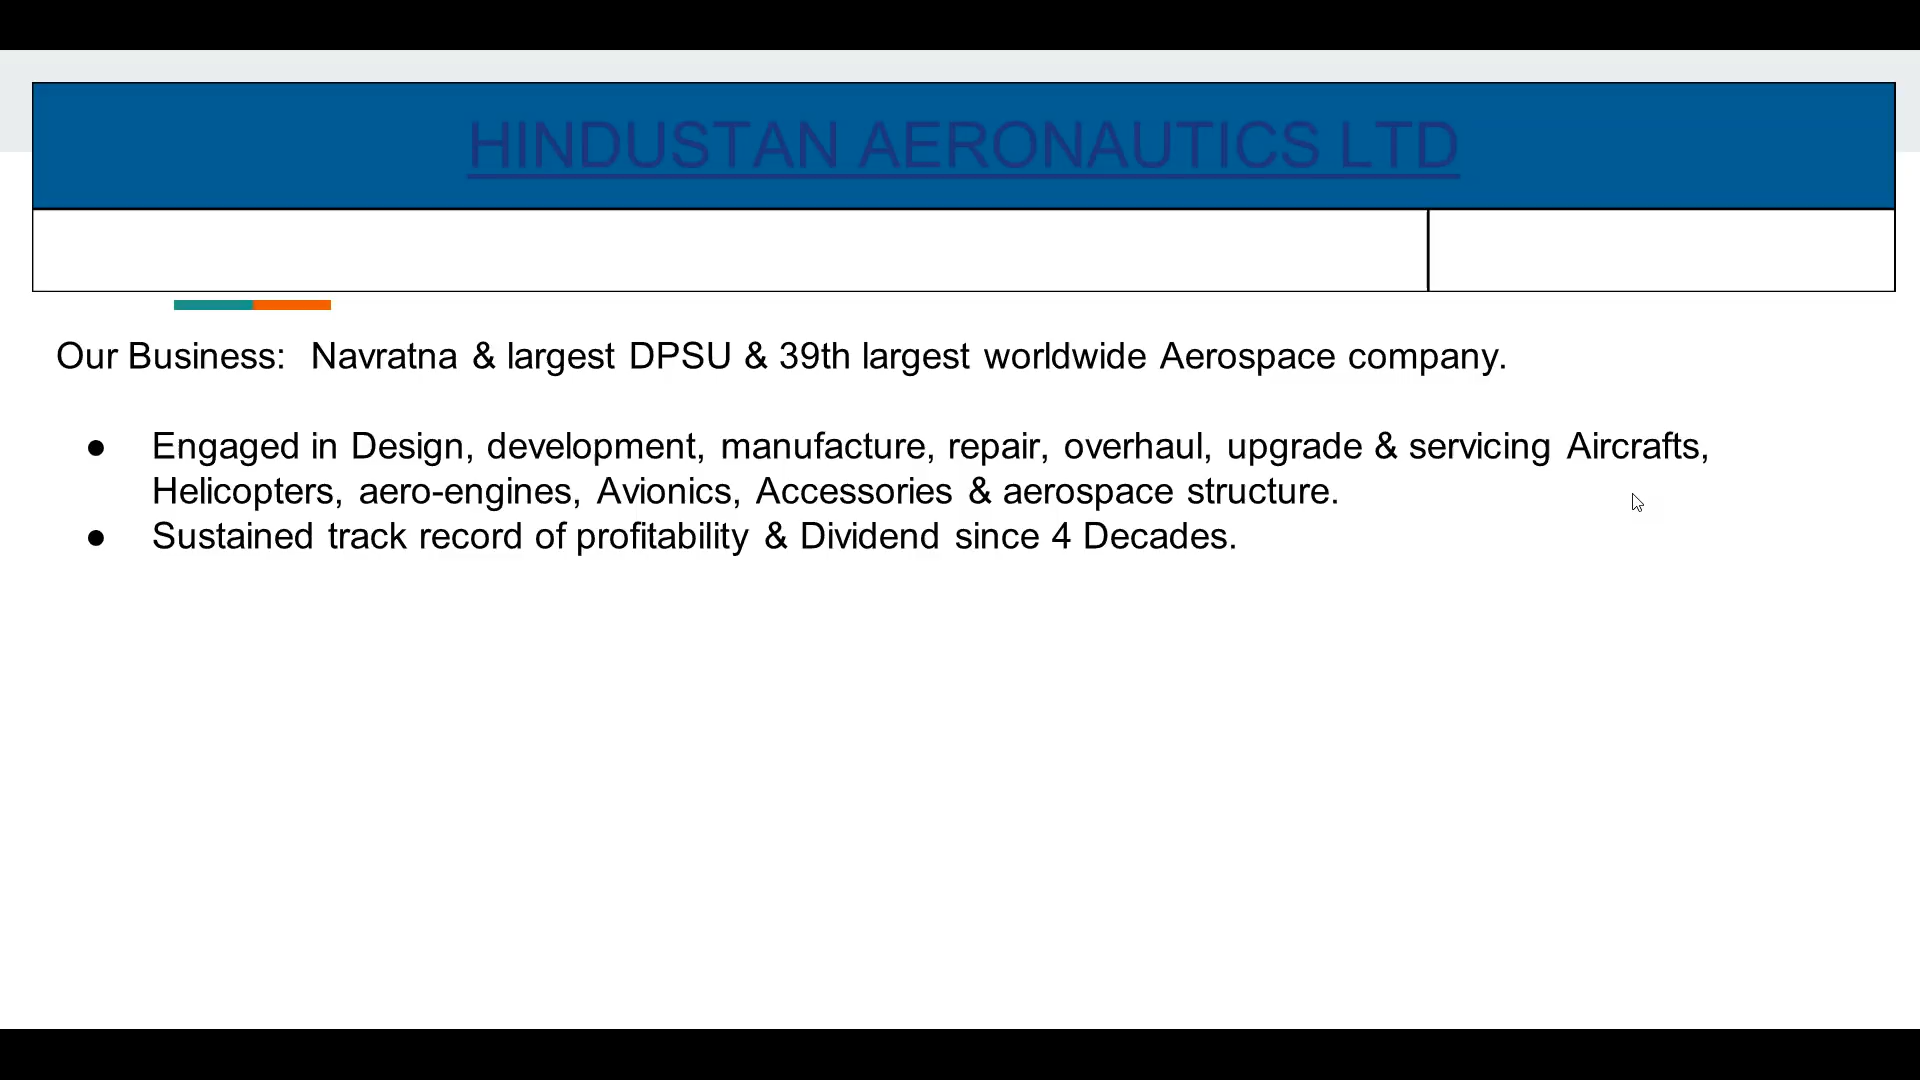 HINDUSTAN AERONAUTICS LTD
Our Business: Navratna & largest DPSU & 39th largest worldwide Aerospace company.
● Engaged in Design, development, manufacture, repair, overhaul, upgrade & servicing Aircrafts,
Helicopters, aero-engines, Avionics, Accessories & aerospace structure.
● Sustained track record of profitability & Dividend since 4 Decades.